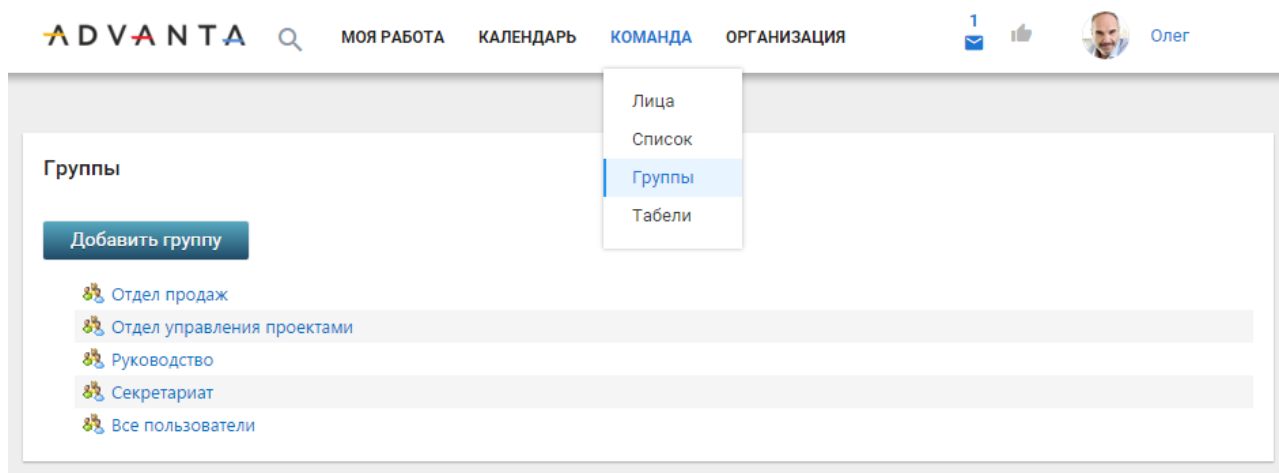 ADVANTA МОЯ РАБОТА КАЛЕНДАРЬ КОМАНДА ОРГАНИЗАЦИЯ 1 Олег
Лица
Список
Группы
Табели
Группы
Добавить группу
Отдел продаж
Отдел управления проектами
Руководство
Секретариат
Все пользователи